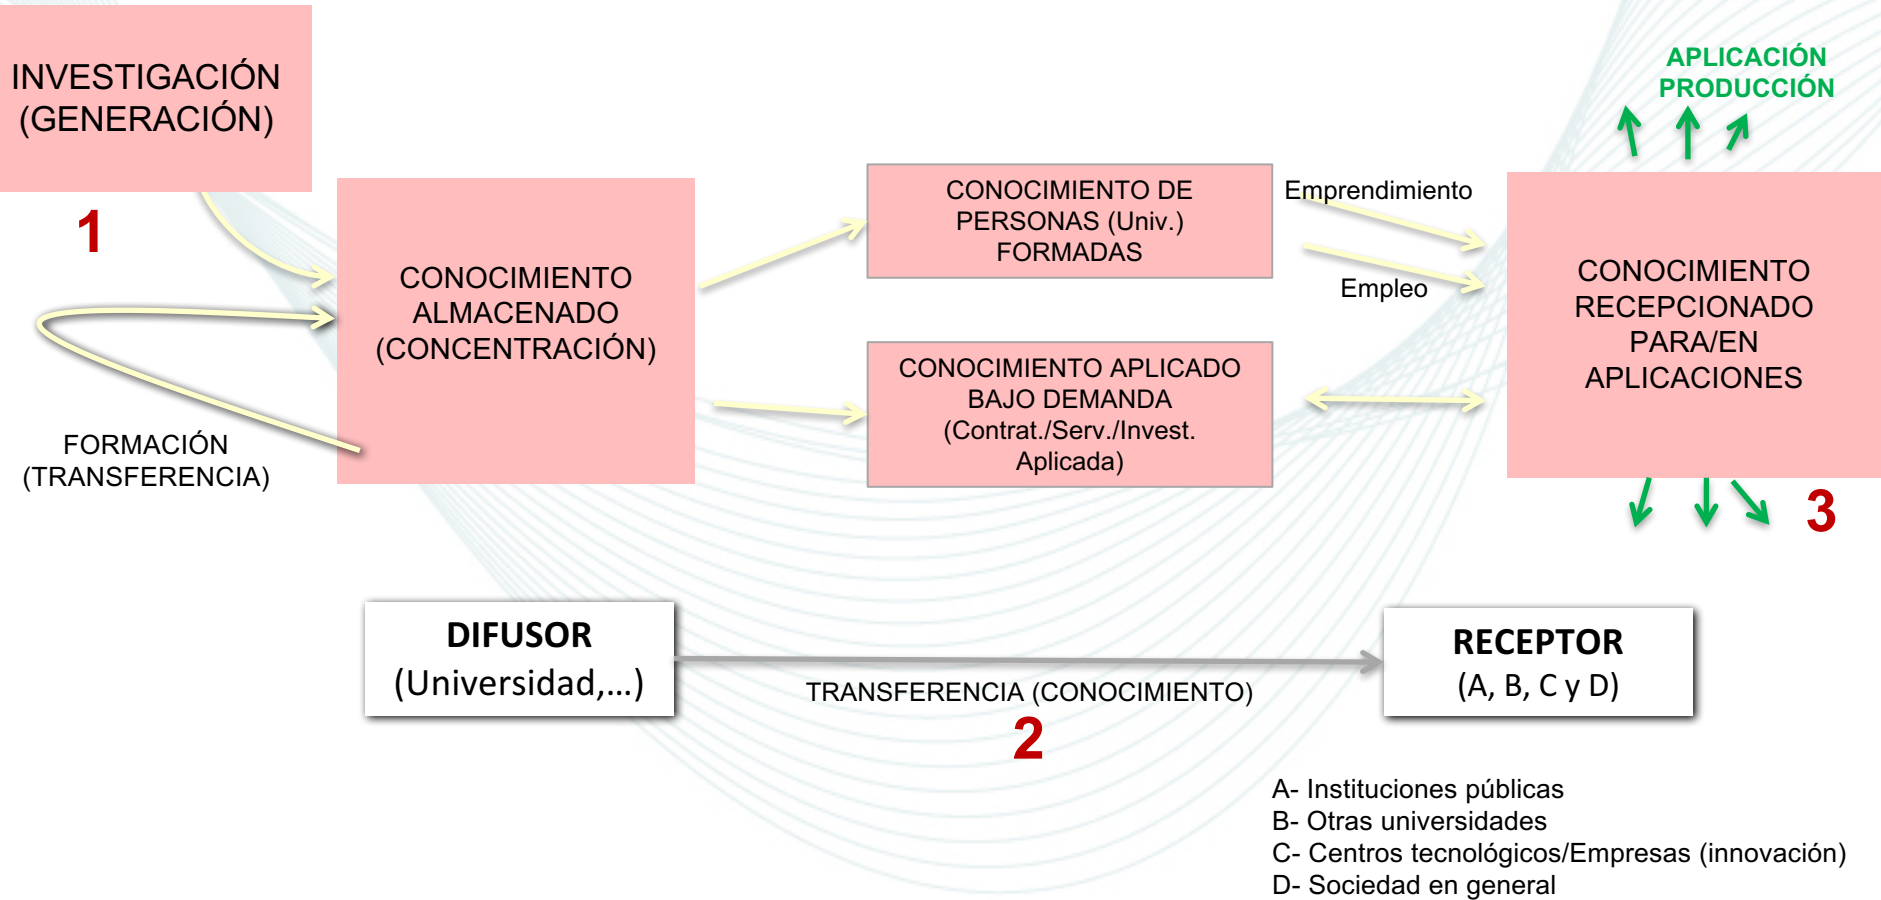 INVESTIGACIÓN
(GENERACIÓN)
1
FORMACIÓN
(TRANSFERENCIA)
CONOCIMIENTO
ALMACENADO
(CONCENTRACIÓN)
CONOCIMIENTO DE
PERSONAS (Univ.)
FORMADAS
CONOCIMIENTO APLICADO
BAJO DEMANDA
(Contrat./Serv./Invest.
Aplicada)
Emprendimiento
Empleo
APLICACIÓN
PRODUCCIÓN
CONOCIMIENTO
RECEPCIONADO
PARA/EN
APLICACIONES
3
DIFUSOR
(Universidad,...)
TRANSFERENCIA (CONOCIMIENTO)
2
RECEPTOR
(A, B, C y D)
A- Instituciones públicas
B- Otras universidades
C- Centros tecnológicos/Empresas (innovación)
D- Sociedad en general